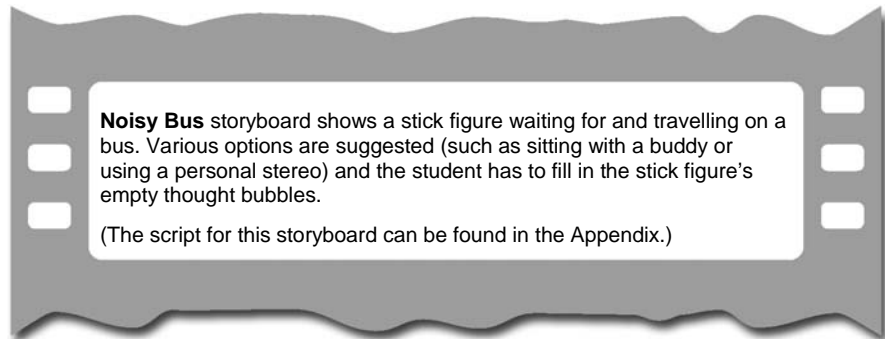 Noisy Bus storyboard shows a stick figure waiting for and travelling on a
bus. Various options are suggested (such as sitting with a buddy or
using a personal stereo) and the student has to fill in the stick figure’s
empty thought bubbles.
(The script for this storyboard can be found in the Appendix.)